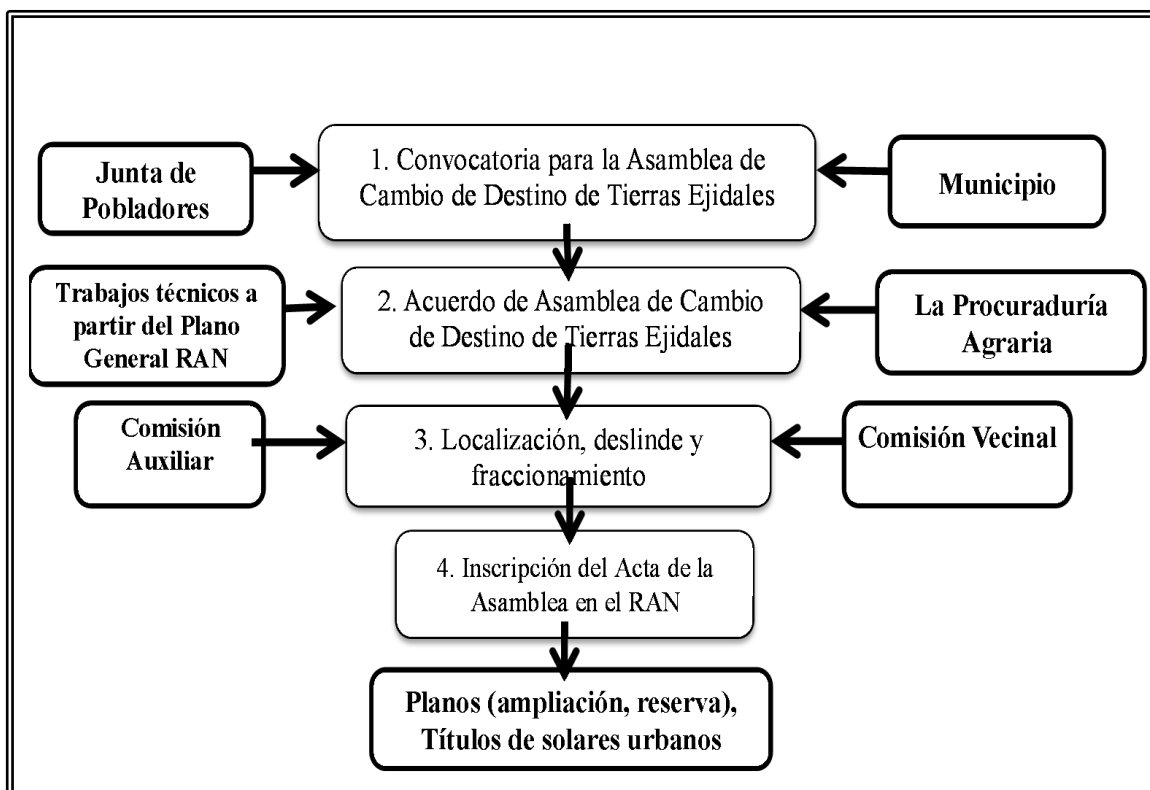 Junta de
Pobladores
1. Convocatoria para la Asamblea de
Cambio de Destino de Tierras Ejidales
Municipio
Trabajos técnicos a
partir del Plano
General RAN
2. Acuerdo de Asamblea de Cambio
de Destino de Tierras Ejidales
La Procuraduría
Agraria
Comisión
Auxiliar
3. Localización, deslinde y
fraccionamiento
Comisión Vecinal
4. Inscripción del Acta de la
Asamblea en el RAN
Planos (ampliación, reserva),
Títulos de solares urbanos